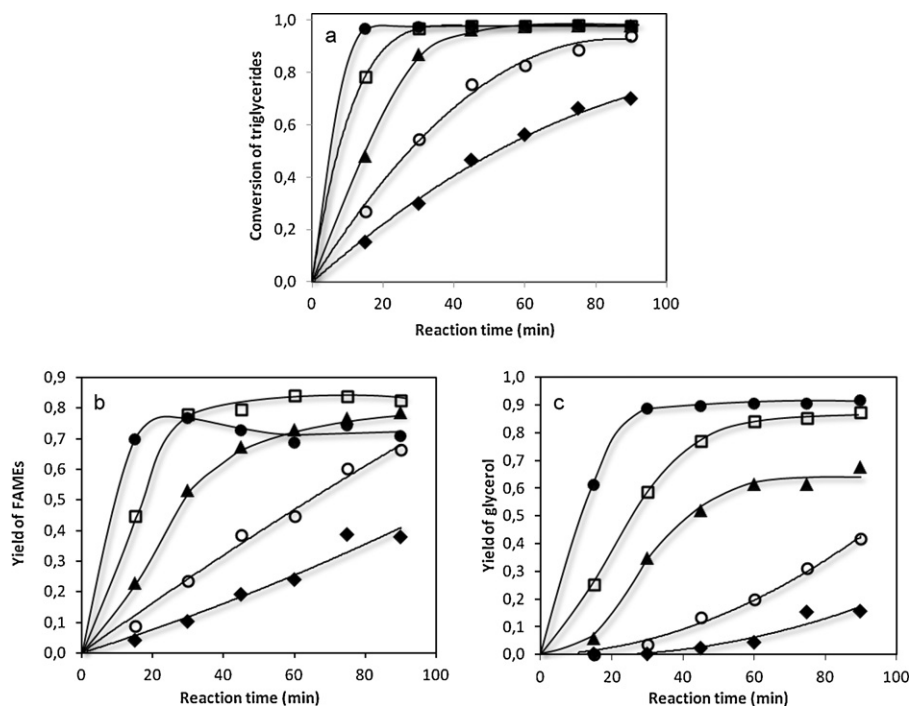 a
Conversion of triglycerides
1,0
0,8
0,6
0,4
0,2
0,0
0 20 40 60 80 100
Reaction time (min)
b
Yield of FAMEs
0,9
0,8
0,7
0,6
0,5
0,4
0,3
0,2
0,1
0,0
0 20 40 60 80 100
Reaction time (min)
c
Yield of glycerol
1,0
0,9
0,8
0,7
0,6
0,5
0,4
0,3
0,2
0,1
0,0
0 20 40 60 80 100
Reaction time (min)